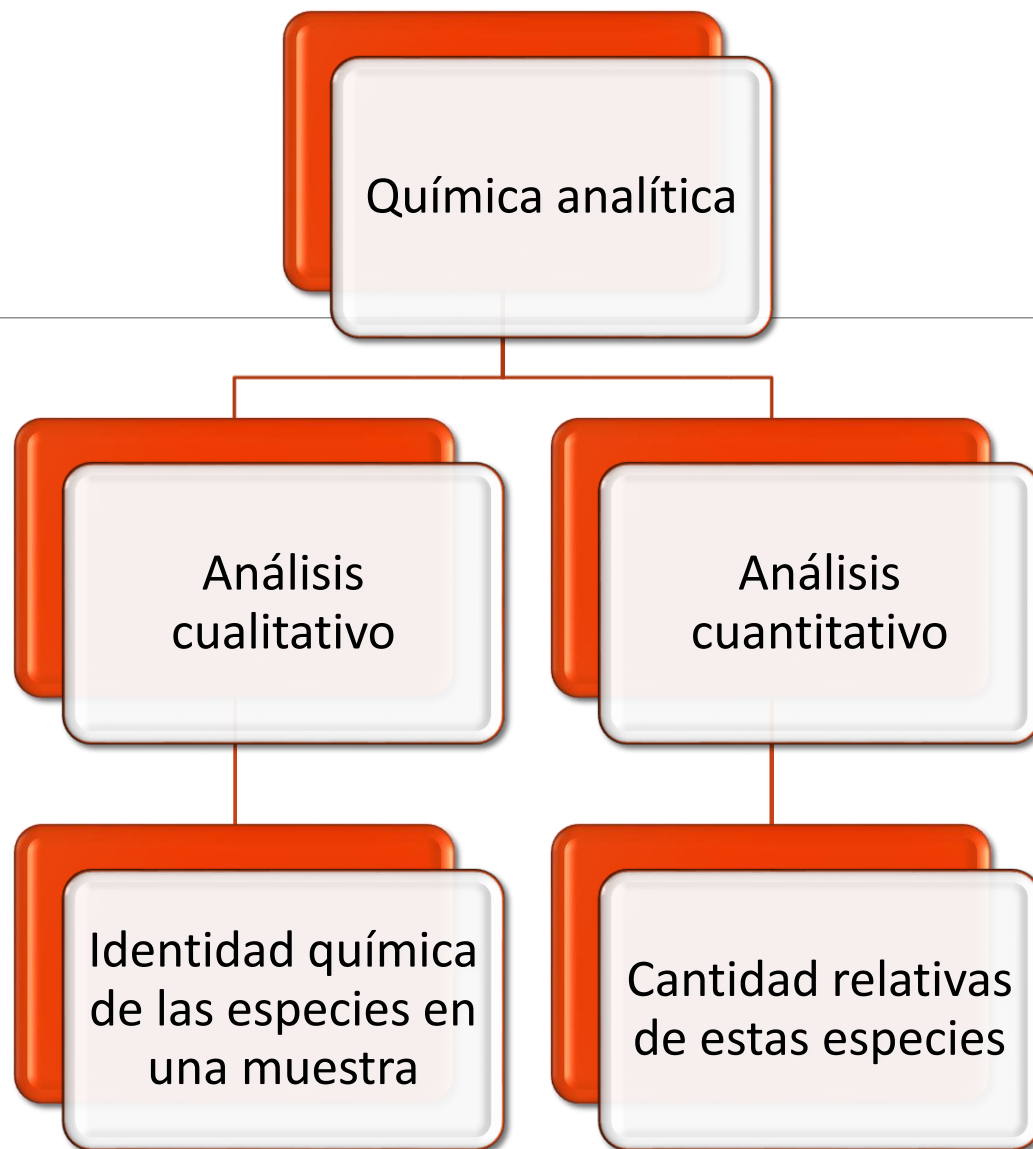 Química analítica
Análisis
cualitativo
Análisis
cuantitativo
Identidad química
de las especies en
una muestra
Cantidad relativas
de estas especies